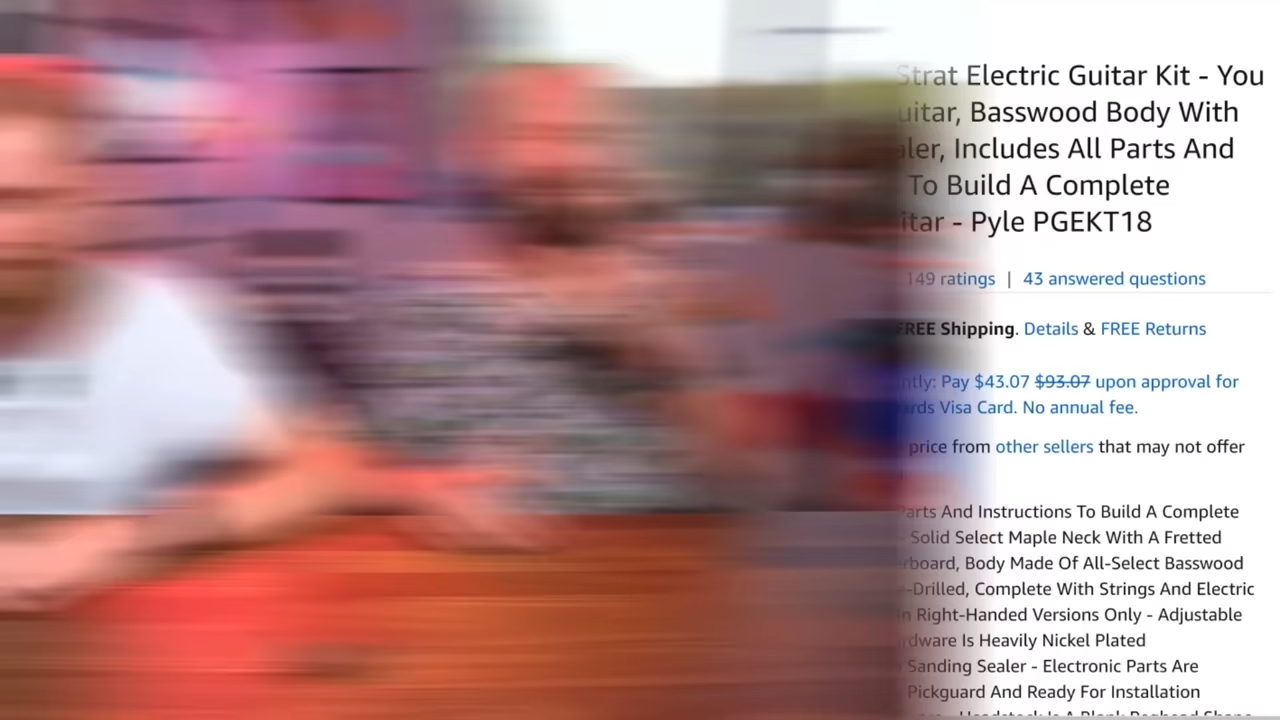 Strat Electric Guitar Kit - You
uitar, Basswood Body With
aler, Includes All Parts And
To Build A Complete
itar - Pyle PGEKT18
149 ratings | 43 answered questions
FREE Shipping. Details & FREE Returns
ntly: Pay $43.07 $93.07 upon approval for
rds Visa Card. No annual fee.
price from other sellers that may not offer
Parts And Instructions To Build A Complete
- Solid Select Maple Neck With A Fretted
erboard, Body Made Of All-Select Basswood
-Drilled, Complete With Strings And Electric
n Right-Handed Versions Only - Adjustable
rdware Is Heavily Nickel Plated
Sanding Sealer - Electronic Parts Are
Pickguard And Ready For Installation